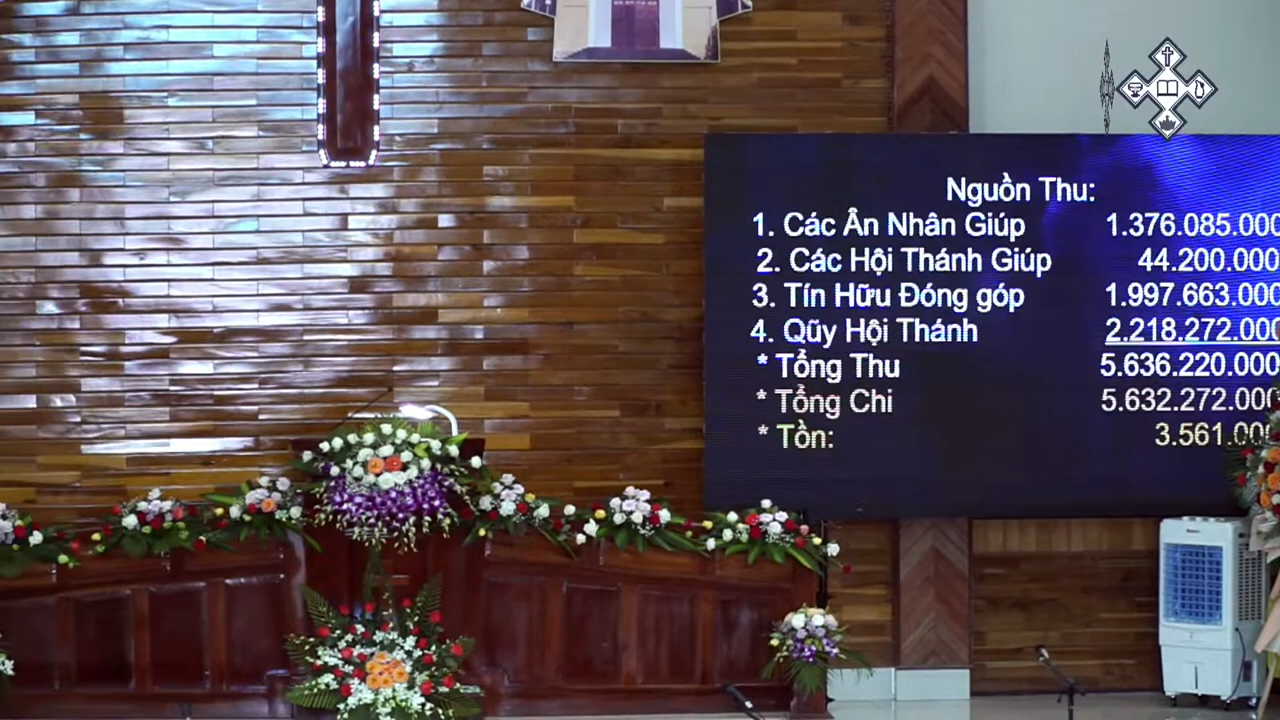 Nguồn Thu:
1. Các Ân Nhân Giúp 1.376.085.000
2. Các Hội Thánh Giúp 44.200.000
3. Tín Hữu Đóng góp 1.997.663.000
4. Qũy Hội Thánh 2.218.272.000
* Tổng Thu 5.636.220.000
* Tổng Chi 5.632.272.000
* Tồn: 3.561.000